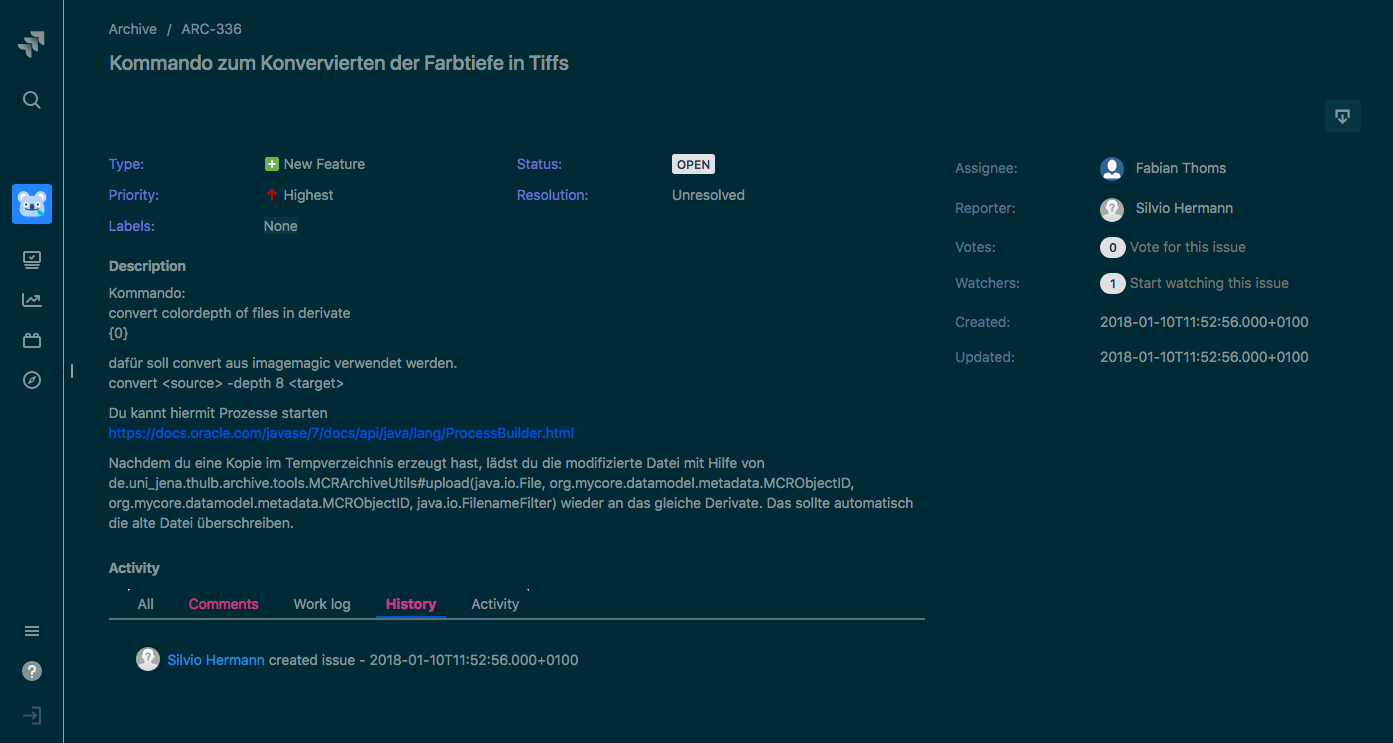 Archive / ARC-336
Kommando zum Konvervierten der Farbtiefe in Tiffs
Type: New Feature
Priority: Highest
Labels: None
Status: OPEN
Resolution: Unresolved
Assignee: Fabian Thoms
Reporter: Silvio Hermann
Votes: 0 Vote for this issue
Watchers: 1 Start watching this issue
Created: 2018-01-10T11:52:56.000+0100
Updated: 2018-01-10T11:52:56.000+0100
Description
Kommando:
convert colordepth of files in derivate
{0}
dafür soll convert aus imagemagic verwendet werden.
convert <source> -depth 8 <target>
Du kannt hiermit Prozesse starten
https://docs.oracle.com/javase/7/docs/api/java/lang/ProcessBuilder.html
Nachdem du eine Kopie im Tempverzeichnis erzeugt hast, lädst du die modifizierte Datei mit Hilfe von
de.uni_jena.thulb.archive.tools.MCRArchiveUtils#upload(java.io.File, org.mycore.datamodel.metadata.MCRObjectID,
org.mycore.datamodel.metadata.MCRObjectID, java.io.FilenameFilter) wieder an das gleiche Derivate. Das sollte automatisch
die alte Datei überschreiben.
Activity
All Comments Work log History Activity
Silvio Hermann created issue - 2018-01-10T11:52:56.000+0100